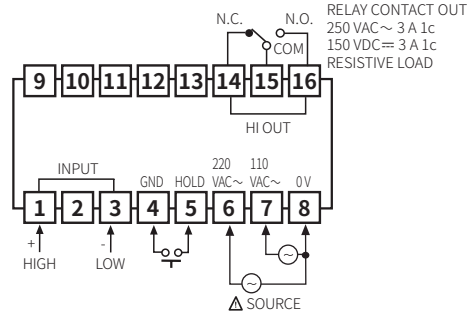 N.C. N.O.
COM
RELAY CONTACT OUT
250 VAC～ 3 A 1c
150 VDC⎓ 3 A 1c
RESISTIVE LOAD
9 10 11 12 13 14 15 16
HI OUT
INPUT
GND HOLD 220 VAC～ 110 VAC～ 0 V
1 2 3 4 5 6 7 8
+ -
HIGH LOW
～
～
⚠ SOURCE